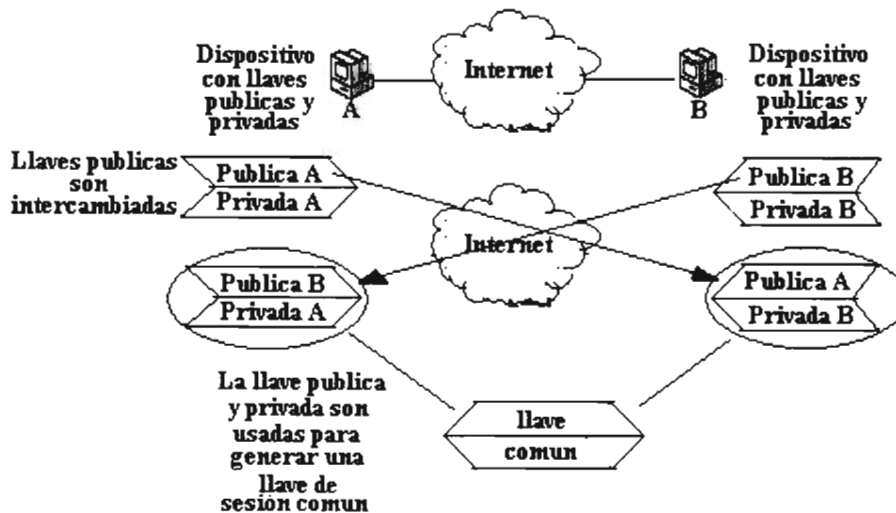 Dispositivo
con llaves
publicas y
privadas
A
Internet
B
Dispositivo
con llaves
publicas y
privadas
Llaves publicas
son
intercambiadas
Publica A
Privada A
Internet
Publica B
Privada B
Publica B
Privada A
Publica A
Privada B
La llave publica
y privada son
usadas para
generar una
llave de
sesión comun
llave
comun